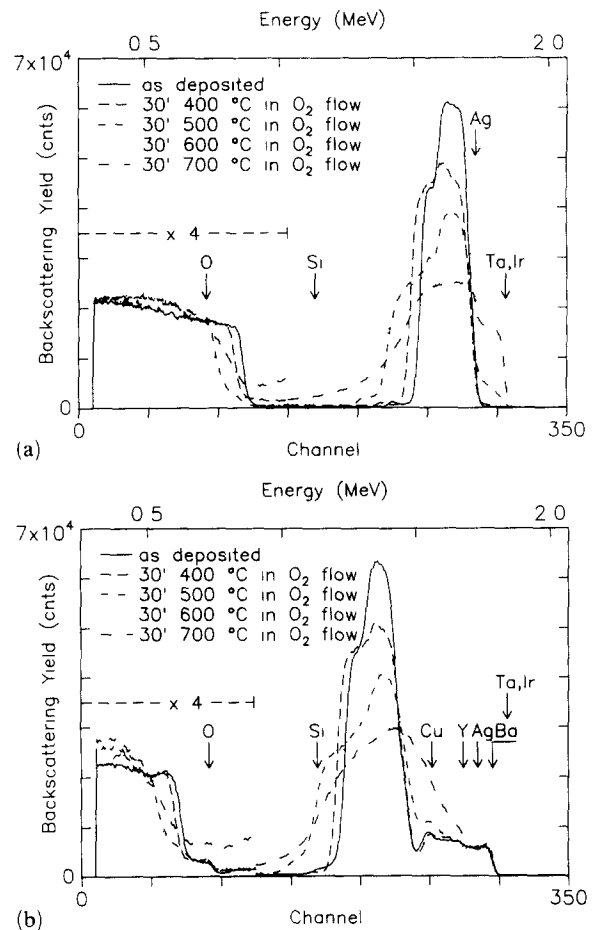 Energy (MeV)
0 5 2 0
7×10⁴
as deposited
30' 400 °C in O₂ flow
30' 500 °C in O₂ flow
30' 600 °C in O₂ flow
30' 700 °C in O₂ flow
Ag
x 4
O Si Ta,Ir
Backscattering Yield (cnts)
0
0 350
Channel
(a)
Energy (MeV)
0 5 2 0
7×10⁴
as deposited
30' 400 °C in O₂ flow
30' 500 °C in O₂ flow
30' 600 °C in O₂ flow
30' 700 °C in O₂ flow
Ta,Ir
x 4
O Si Cu Y Ag Ba
Backscattering Yield (cnts)
0
0 350
Channel
(b)